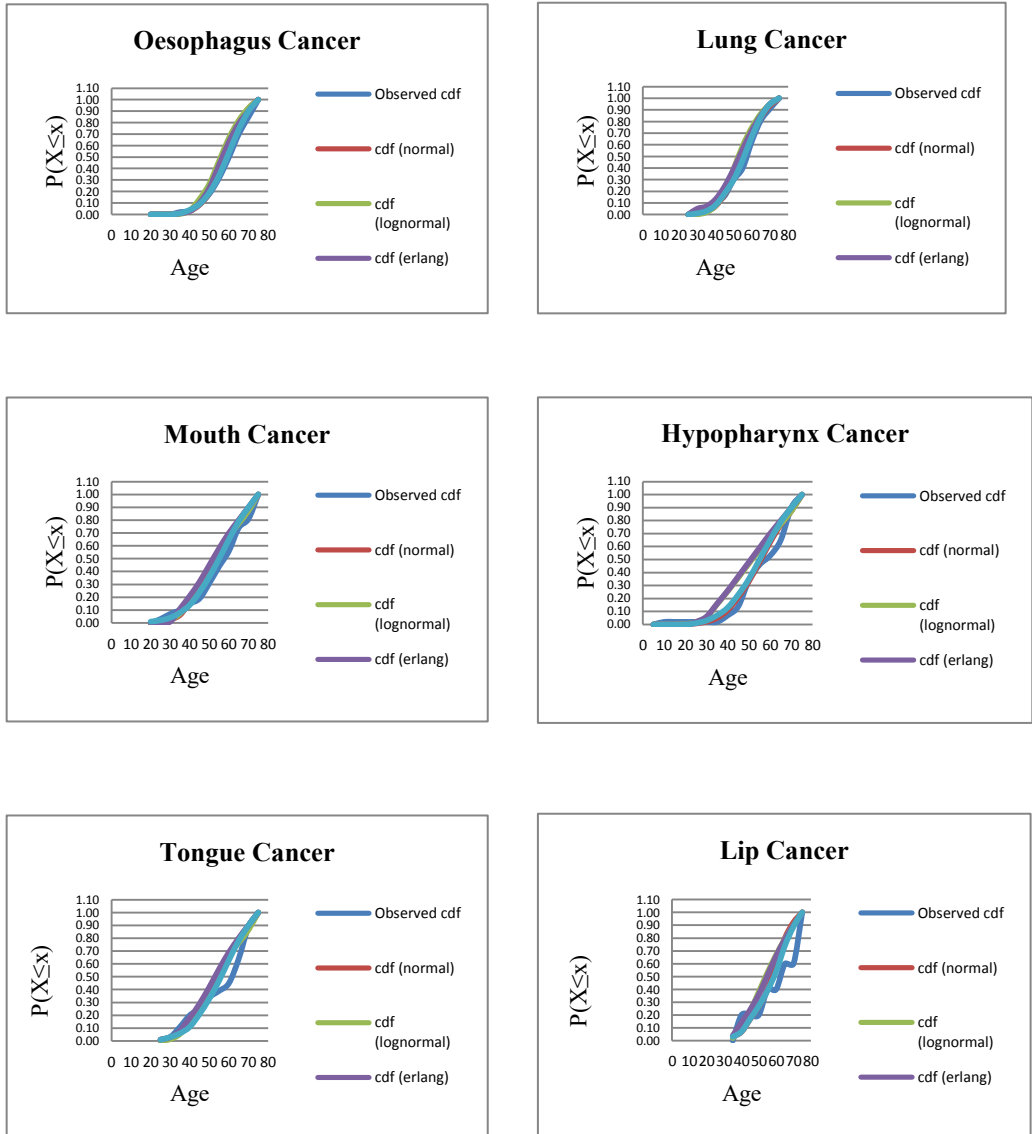 Oesophagus Cancer
P(X≤x)
1.10
1.00
0.90
0.80
0.70
0.60
0.50
0.40
0.30
0.20
0.10
0.00
0 10 20 30 40 50 60 70 80
Age
Observed cdf
cdf (normal)
cdf
(lognormal)
cdf (erlang)
Lung Cancer
P(X≤x)
1.10
1.00
0.90
0.80
0.70
0.60
0.50
0.40
0.30
0.20
0.10
0.00
0 10 20 30 40 50 60 70 80
Age
Observed cdf
cdf (normal)
cdf
(lognormal)
cdf (erlang)
Mouth Cancer
P(X≤x)
1.10
1.00
0.90
0.80
0.70
0.60
0.50
0.40
0.30
0.20
0.10
0.00
0 10 20 30 40 50 60 70 80
Age
Observed cdf
cdf (normal)
cdf
(lognormal)
cdf (erlang)
Hypopharynx Cancer
P(X≤x)
1.10
1.00
0.90
0.80
0.70
0.60
0.50
0.40
0.30
0.20
0.10
0.00
0 10 20 30 40 50 60 70 80
Age
Observed cdf
cdf (normal)
cdf
(lognormal)
cdf (erlang)
Tongue Cancer
P(X≤x)
1.10
1.00
0.90
0.80
0.70
0.60
0.50
0.40
0.30
0.20
0.10
0.00
0 10 20 30 40 50 60 70 80
Age
Observed cdf
cdf (normal)
cdf
(lognormal)
cdf (erlang)
Lip Cancer
P(X≤x)
1.10
1.00
0.90
0.80
0.70
0.60
0.50
0.40
0.30
0.20
0.10
0.00
0 10 20 30 40 50 60 70 80
Age
Observed cdf
cdf (normal)
cdf
(lognormal)
cdf (erlang)